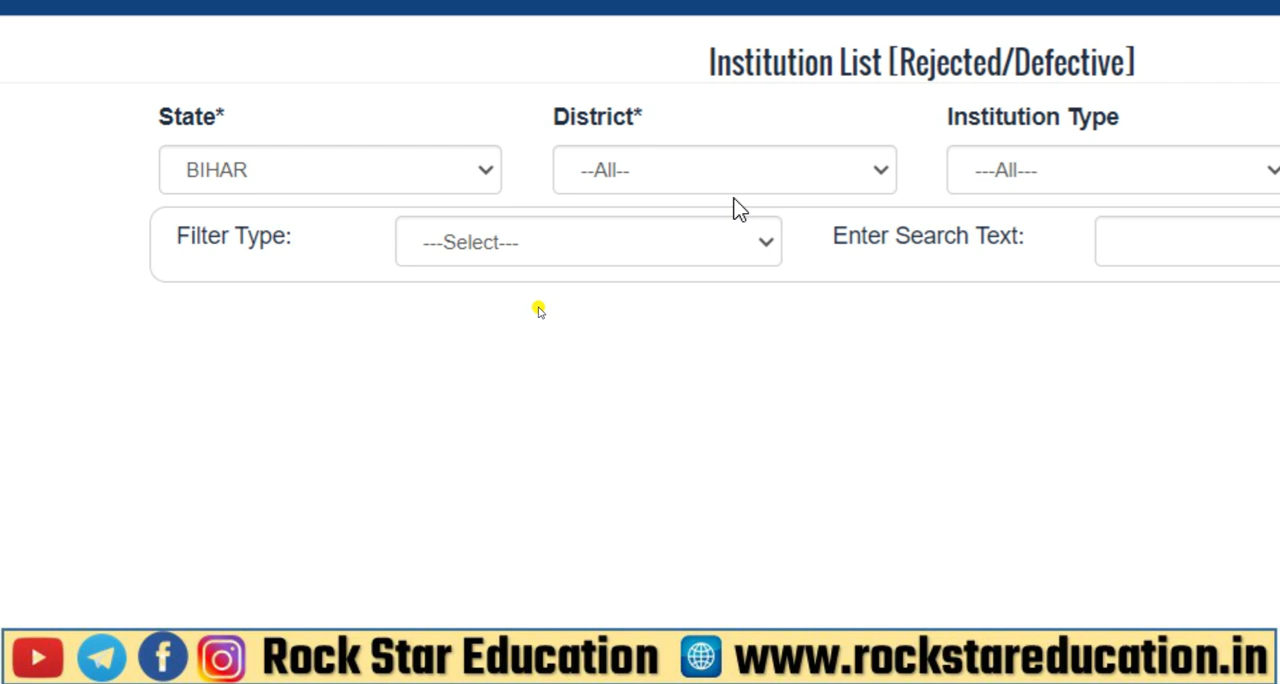 Institution List [Rejected/Defective]
State* District* Institution Type
BIHAR --All-- ---All---
Filter Type: ---Select--- Enter Search Text:
Rock Star Education www.rockstareducation.in